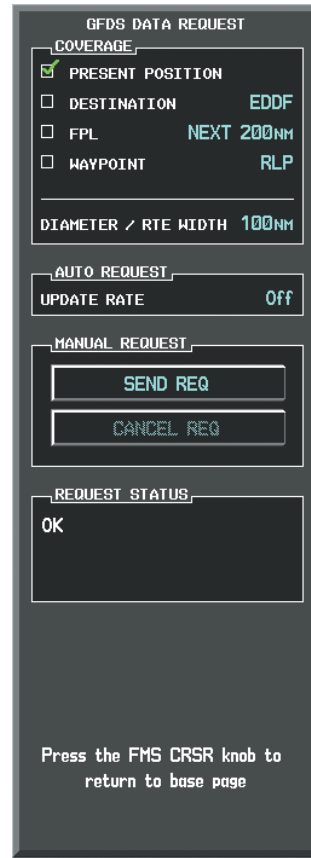 GFDS DATA REQUEST
COVERAGE
PRESENT POSITION
DESTINATION EDDF
FPL NEXT 200NM
WAYPOINT RLP
DIAMETER / RTE WIDTH 100NM
AUTO REQUEST
UPDATE RATE Off
MANUAL REQUEST
SEND REQ
CANCEL REQ
REQUEST STATUS
OK
Press the FMS CRSR knob to
return to base page